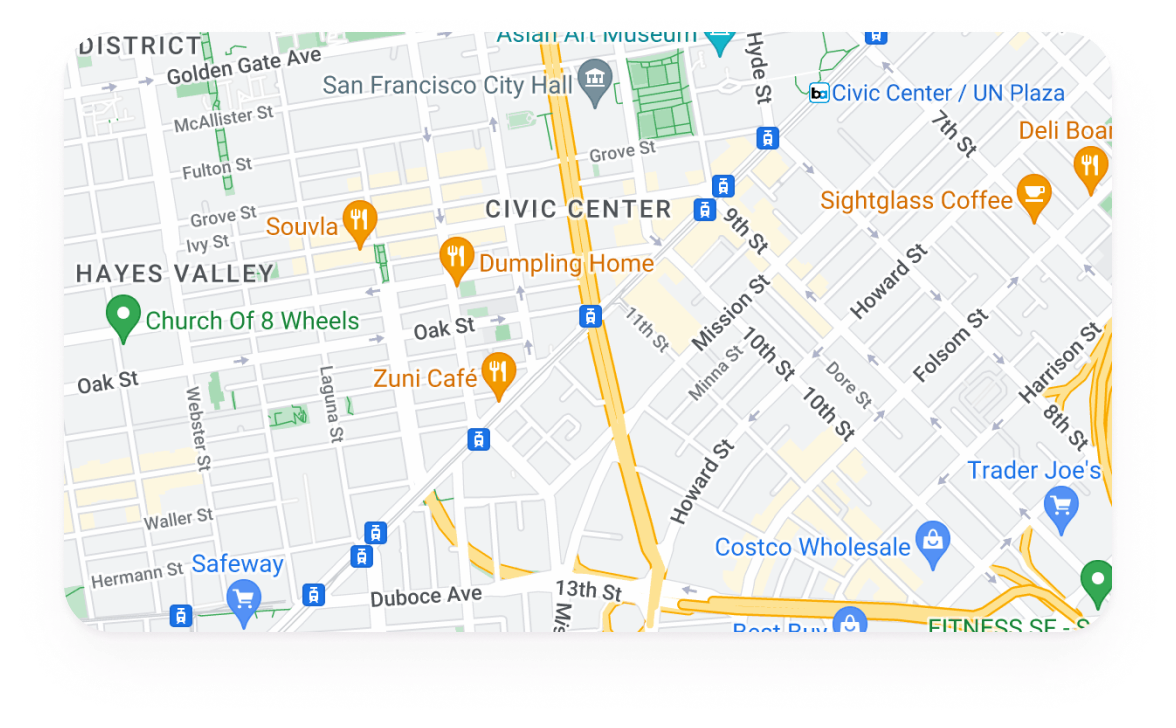 DISTRICT
Asian Art Museum
Golden Gate Ave
San Francisco City Hall
Hyde St
ba
Civic Center / UN Plaza
McAllister St
7th St
Deli Boar
Fulton St
Grove St
Grove St
Sightglass Coffee
CIVIC CENTER
Souvla
9th St
Ivy St
HAYES VALLEY
Dumpling Home
Howard St
Church Of 8 Wheels
Oak St
11th St
Mission St
Folsom St
10th St
Harrison St
Oak St
Zuni Café
Minna St
Dore St
Webster St
Laguna St
10th St
8th St
Howard St
Trader Joe's
Waller St
Costco Wholesale
Hermann St
Safeway
Duboce Ave
13th St
Mis
Best Buy
FITNESS SF - S